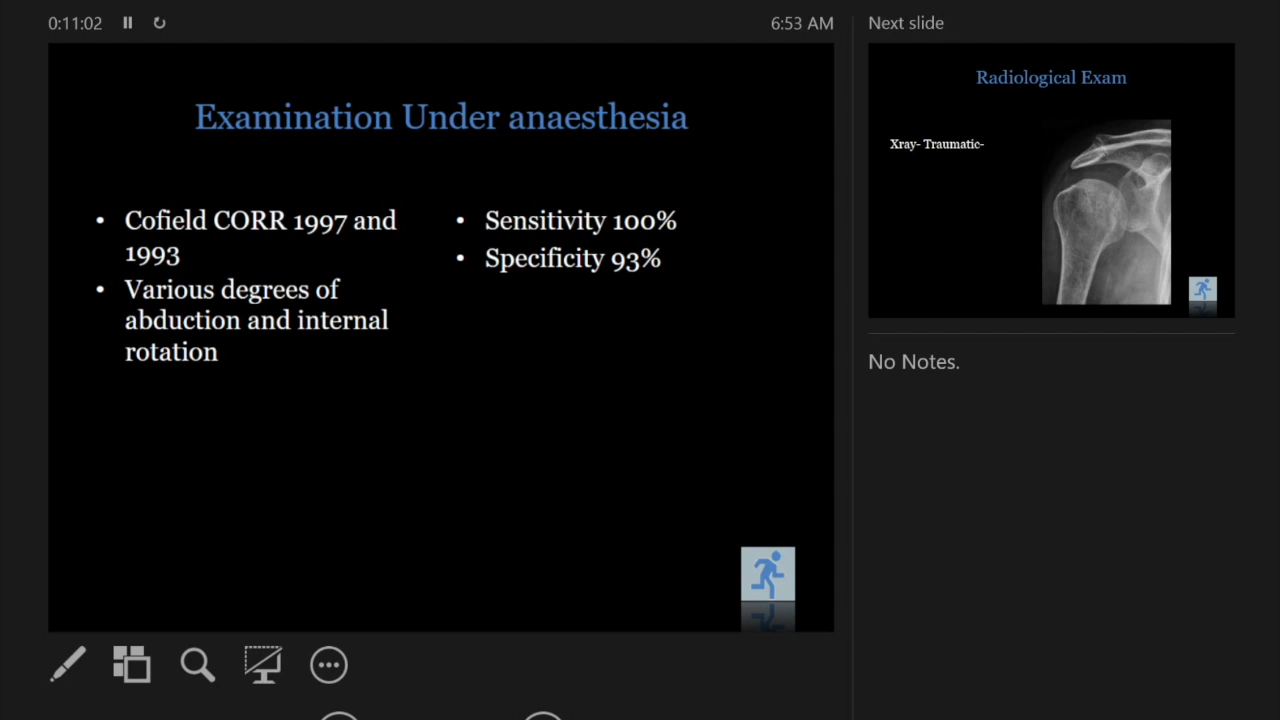 0:11:02
6:53 AM
Next slide
Examination Under anaesthesia
• Cofield CORR 1997 and
1993
• Various degrees of
abduction and internal
rotation
• Sensitivity 100%
• Specificity 93%
Radiological Exam
Xray- Traumatic-
No Notes.